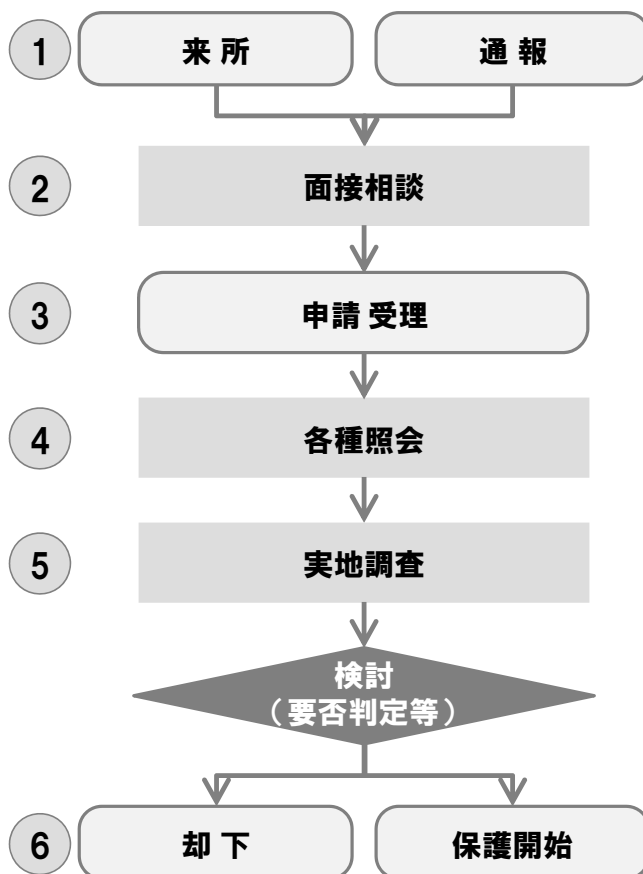 1
来 所
通 報
2
面接相談
3
申請 受理
4
各種照会
5
実地調査
検討
（要否判定等）
6
却 下
保護開始